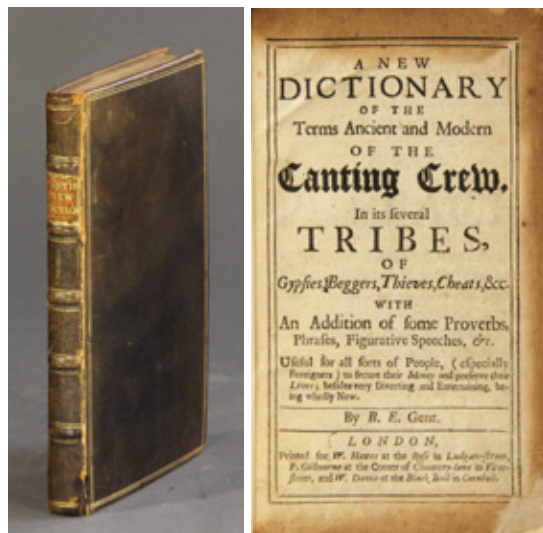 A NEW
DICTIONARY
OF THE
Terms Ancient and Modern
OF THE
Canting Crew.
In its ſeveral
TRIBES,
OF
Gypſies, Beggers, Thieves, Cheats, &c.
WITH
An Addition of ſome Proverbs,
Phraſes, Figurative Speeches, &c.
Uſeful for all ſorts of People, (eſpecially
Foreigners) to ſecure their Money and preſerve their
Lives; beſides very Diverting and Entertaining, be-
ing wholly New.
By B. E. Gent.
LONDON,
Printed for W. Hawes at the Roſe in Ludgate-ſtreet,
P. Gilbourne at the Corner of Chancery-lane in Fleet-
ſtreet, and W. Davis at the Black Bull in Cornhill.